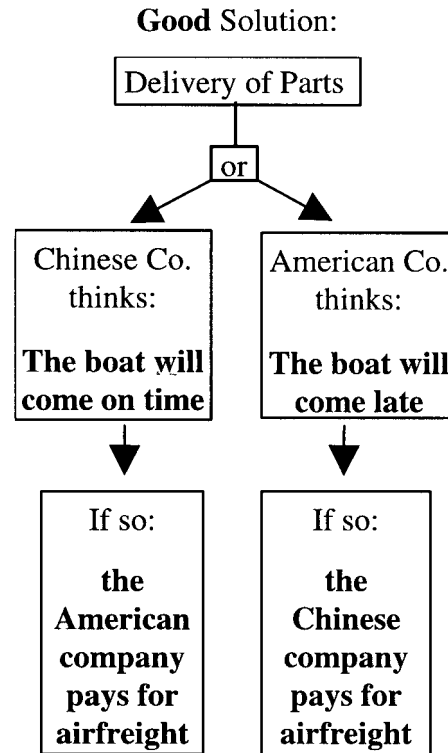 Good Solution:
Delivery of Parts
or
Chinese Co.
thinks:
The boat will
come on time
American Co.
thinks:
The boat will
come late
If so:
the
American
company
pays for
airfreight
If so:
the
Chinese
company
pays for
airfreight